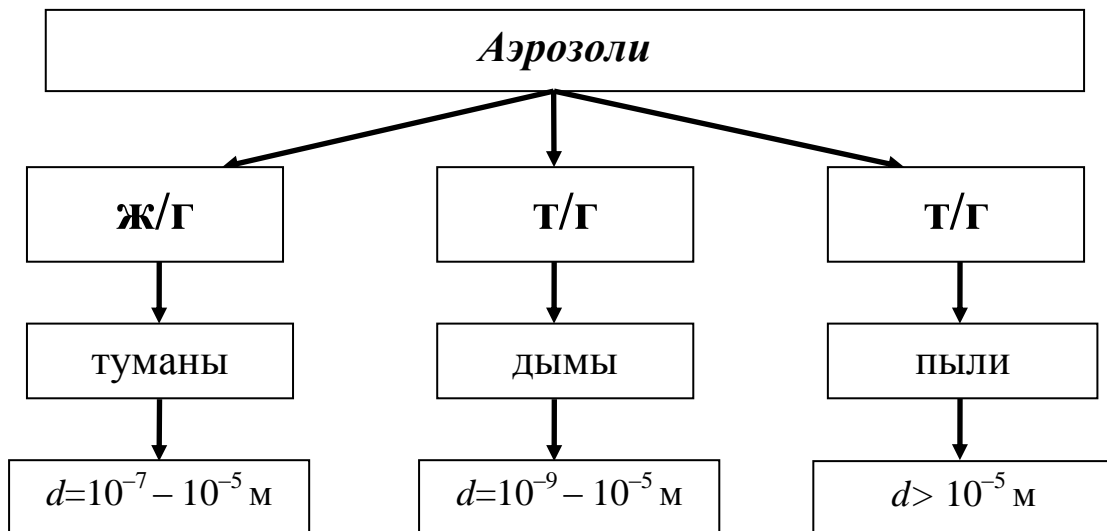 Аэрозоли
ж/г
т/г
т/г
туманы
дымы
пыли
d=10⁻⁷ – 10⁻⁵ м
d=10⁻⁹ – 10⁻⁵ м
d> 10⁻⁵ м